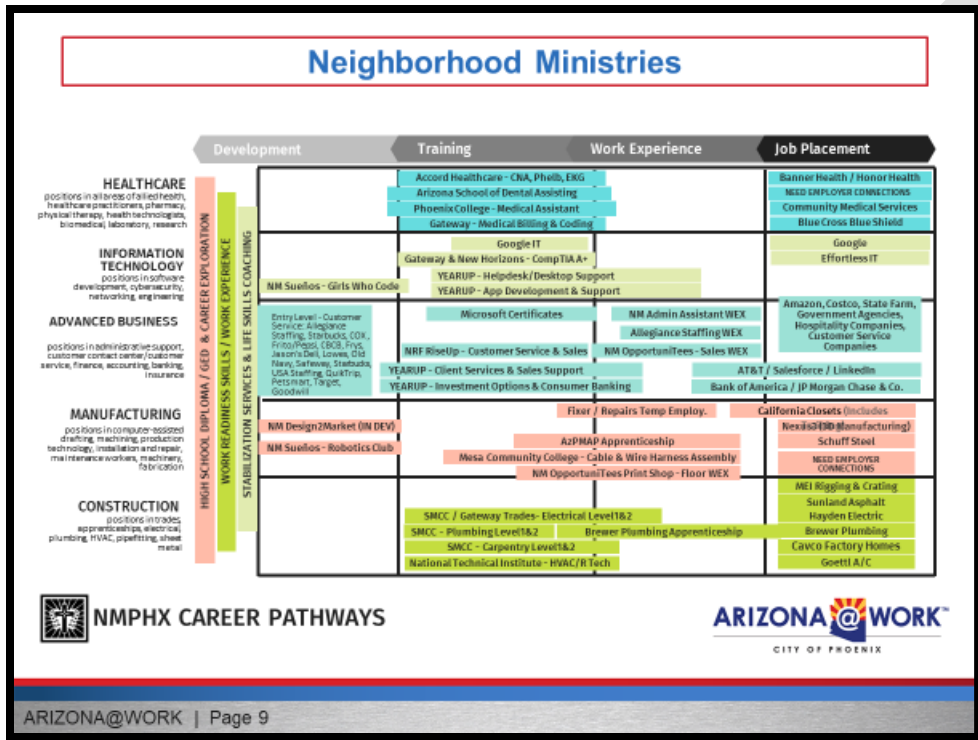 Neighborhood Ministries
Development
Training
Work Experience
Job Placement
HIGH SCHOOL DIPLOMA / GED & CAREER EXPLORATION
WORK READINESS SKILLS / WORK EXPERIENCE
STABILIZATION SERVICES & LIFE SKILLS COACHING
HEALTHCARE
positions in all areas of allied health,
healthcare practitioners, pharmacy,
physical therapy, health technologists,
biomedical, laboratory, research
Accord Healthcare - CNA, Phelb, EKG
Arizona School of Dental Assisting
Phoenix College - Medical Assistant
Gateway - Medical Billing & Coding
Banner Health / Honor Health
NEED EMPLOYER CONNECTIONS
Community Medical Services
Blue Cross Blue Shield
INFORMATION
TECHNOLOGY
positions in software
development, cybersecurity,
networking, engineering
NM Sueños - Girls Who Code
Google IT
Gateway & New Horizons - CompTIA A+
YEARUP - Helpdesk/Desktop Support
YEARUP - App Development & Support
Google
Effortless IT
ADVANCED BUSINESS
positions in administrative support,
customer contact center/customer
service, finance, accounting, banking,
insurance
Entry Level - Customer
Service: Allegiance
Staffing, Starbucks, COX,
Frito/Pepsi, CBCB, Frys,
Jason's Deli, Lowes, Old
Navy, Safeway, Starbucks,
USA Staffing, QuikTrip,
Petsmart, Target,
Goodwill
Microsoft Certificates
NRF RiseUp - Customer Service & Sales
YEARUP - Client Services & Sales Support
YEARUP - Investment Options & Consumer Banking
NM Admin Assistant WEX
Allegiance Staffing WEX
NM OpportuniTees - Sales WEX
Amazon, Costco, State Farm,
Government Agencies,
Hospitality Companies,
Customer Service
Companies
AT&T / Salesforce / LinkedIn
Bank of America / JP Morgan Chase & Co.
MANUFACTURING
positions in computer-assisted
drafting, machining, production
technology, installation and repair,
maintenance workers, machinery,
fabrication
NM Design2Market (IN DEV)
NM Sueños - Robotics Club
Fixer / Repairs Temp Employ.
AzPMAP Apprenticeship
Mesa Community College - Cable & Wire Harness Assembly
NM OpportuniTees Print Shop - Floor WEX
California Closets (Includes
Manufacturing)
Schuff Steel
NEED EMPLOYER
CONNECTIONS
CONSTRUCTION
positions in trades,
apprenticeships, electrical,
plumbing, HVAC, pipefitting, sheet
metal
SMCC / Gateway Trades- Electrical Level1&2
SMCC - Plumbing Level1&2
Brewer Plumbing Apprenticeship
SMCC - Carpentry Level1&2
National Technical Institute - HVAC/R Tech
MEI Rigging & Crating
Sunland Asphalt
Hayden Electric
Brewer Plumbing
Cavco Factory Homes
Goettl A/C
NMPHX CAREER PATHWAYS
ARIZONA@WORK™
CITY OF PHOENIX
ARIZONA@WORK | Page 9